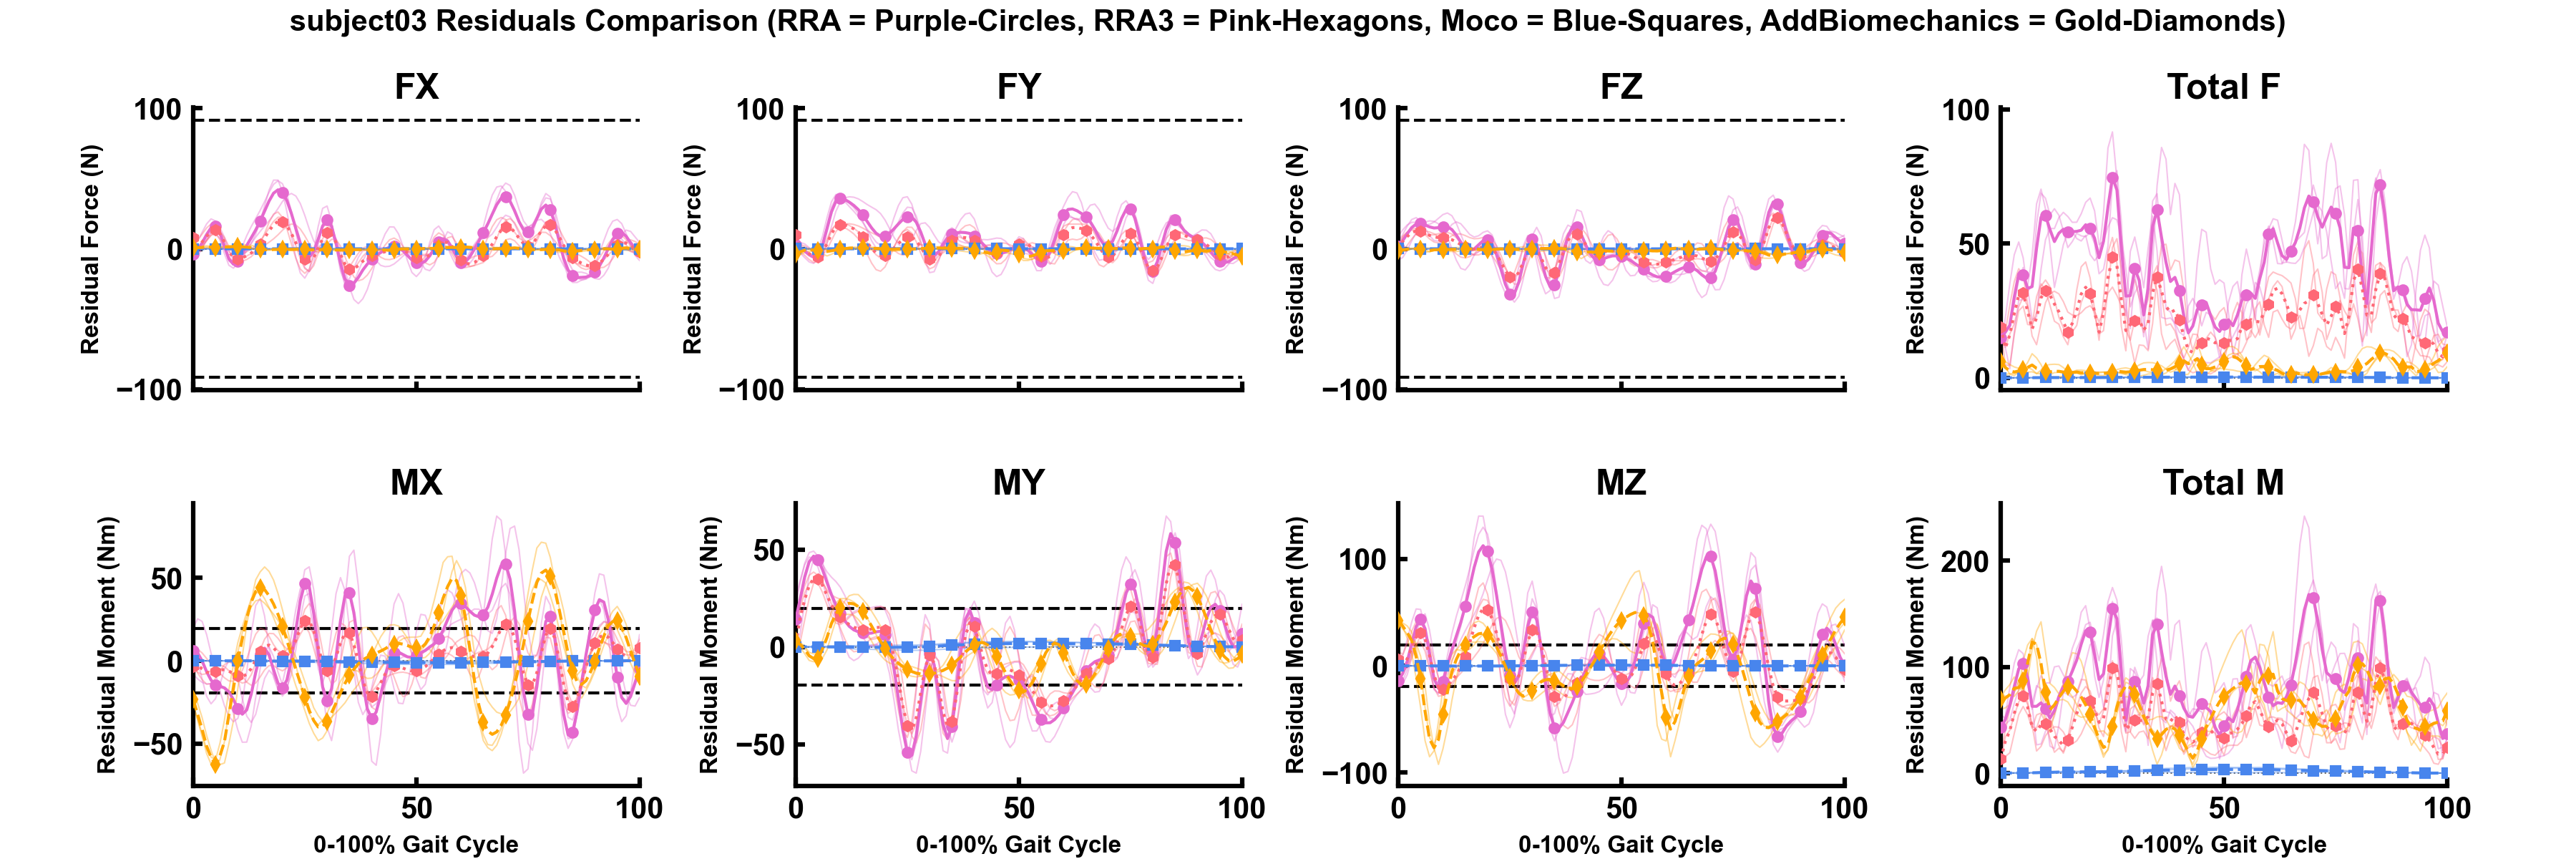 subject03 Residuals Comparison (RRA = Purple-Circles, RRA3 = Pink-Hexagons, Moco = Blue-Squares, AddBiomechanics = Gold-Diamonds)
FX
100
0
−100
Residual Force (N)
FY
100
0
−100
Residual Force (N)
FZ
100
0
−100
Residual Force (N)
Total F
100
50
0
Residual Force (N)
MX
50
0
−50
Residual Moment (Nm)
0 50 100
0-100% Gait Cycle
MY
50
0
−50
Residual Moment (Nm)
0 50 100
0-100% Gait Cycle
MZ
100
0
−100
Residual Moment (Nm)
0 50 100
0-100% Gait Cycle
Total M
200
100
0
Residual Moment (Nm)
0 50 100
0-100% Gait Cycle